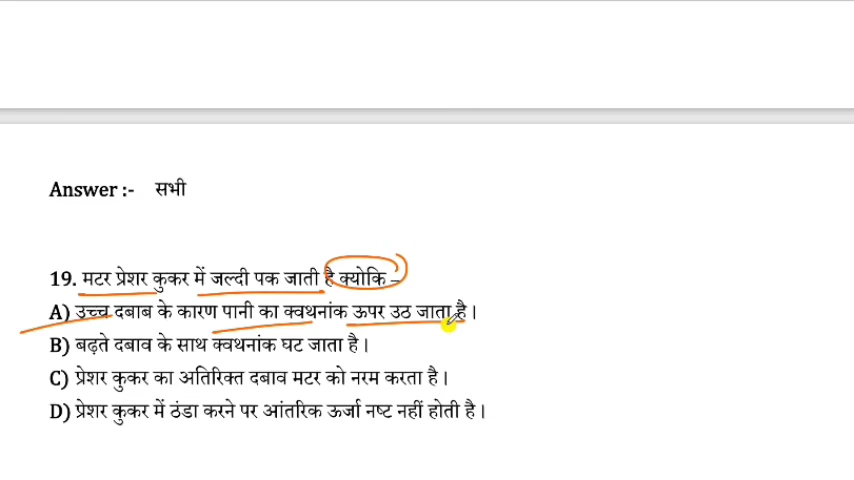 Answer :- सभी
19. मटर प्रेशर कुकर में जल्दी पक जाती है क्योकि –
A) उच्च दबाब के कारण पानी का क्वथनांक ऊपर उठ जाता है।
B) बढ़ते दबाव के साथ क्वथनांक घट जाता है।
C) प्रेशर कुकर का अतिरिक्त दबाव मटर को नरम करता है।
D) प्रेशर कुकर में ठंडा करने पर आंतरिक ऊर्जा नष्ट नहीं होती है।